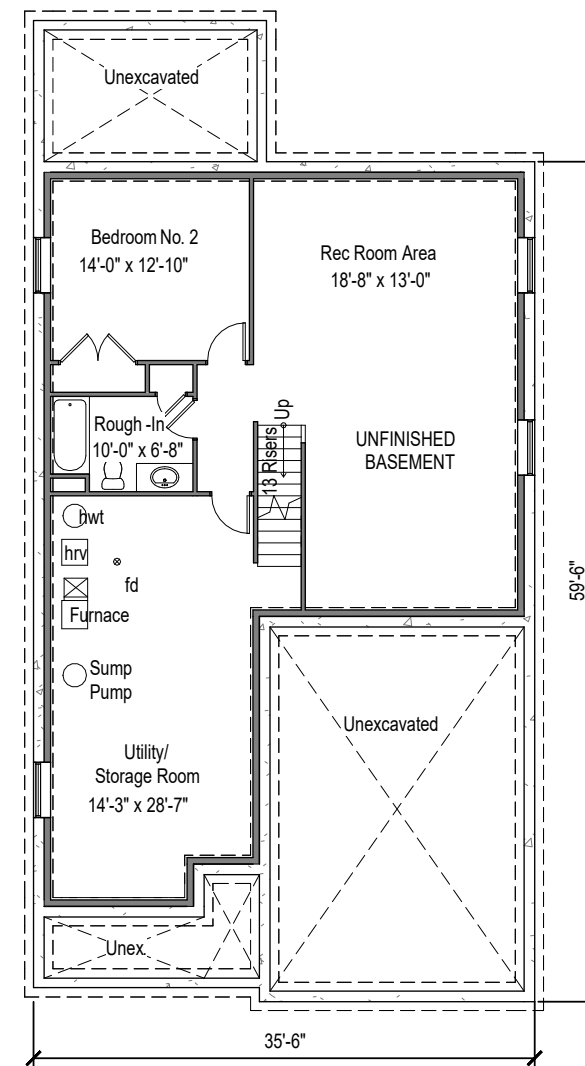 Unexcavated
Bedroom No. 2
14'-0" x 12'-10"
Rec Room Area
18'-8" x 13'-0"
Rough -In
10'-0" x 6'-8"
13 Risers Up
UNFINISHED
BASEMENT
hwt
hrv
fd
Furnace
Sump
Pump
Utility/
Storage Room
14'-3" x 28'-7"
Unexcavated
Unex.
59'-6"
35'-6"